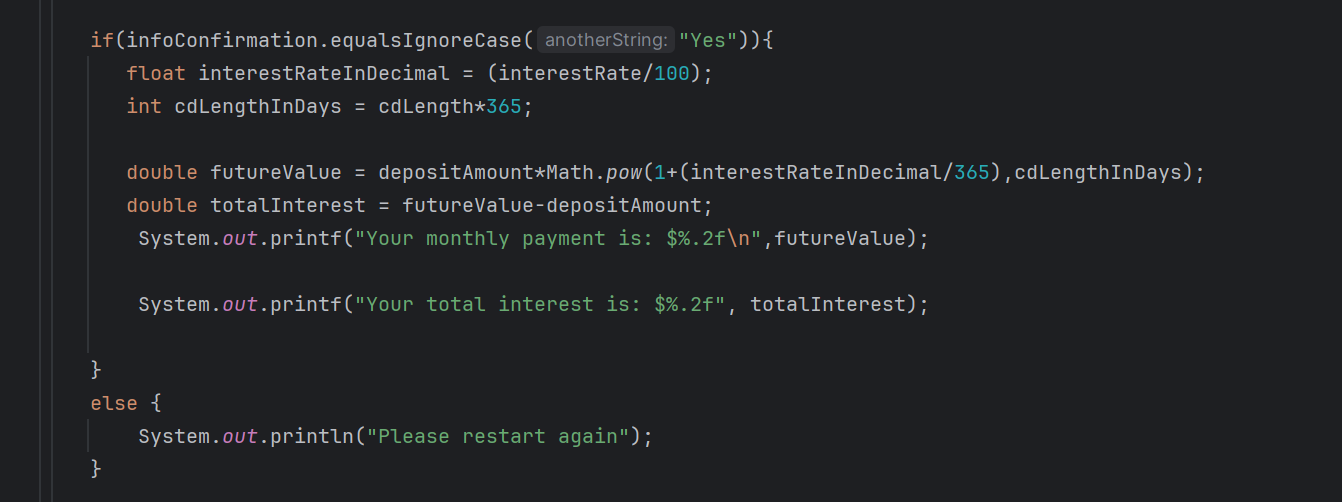 if(infoConfirmation.equalsIgnoreCase( anotherString: "Yes")){
float interestRateInDecimal = (interestRate/100);
int cdLengthInDays = cdLength*365;
double futureValue = depositAmount*Math.pow(1+(interestRateInDecimal/365),cdLengthInDays);
double totalInterest = futureValue-depositAmount;
System.out.printf("Your monthly payment is: $%.2f\n",futureValue);
System.out.printf("Your total interest is: $%.2f", totalInterest);
}
else {
System.out.println("Please restart again");
}